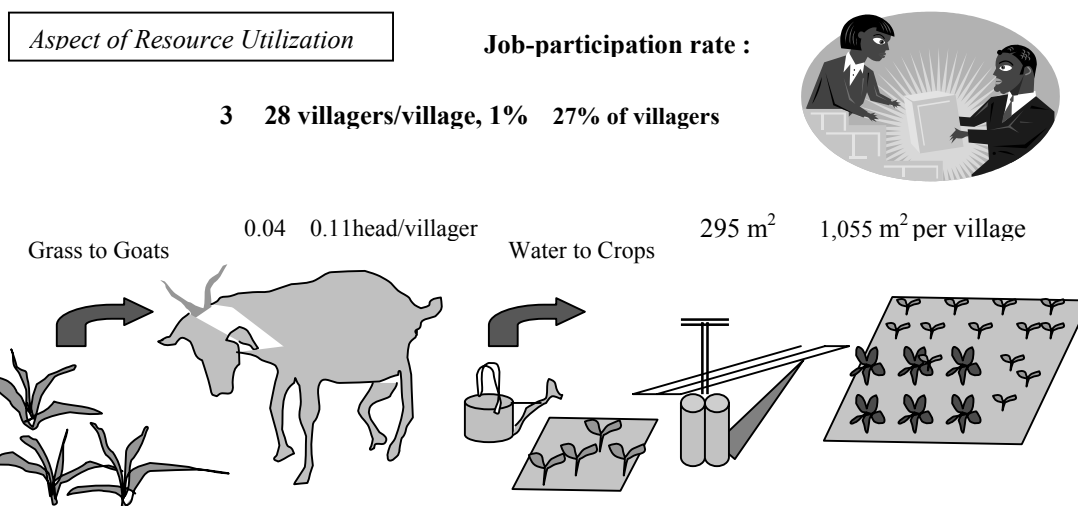 Aspect of Resource Utilization
Job-participation rate :
3 28 villagers/village, 1% 27% of villagers
0.04 0.11head/villager
295 m² 1,055 m² per village
Grass to Goats
Water to Crops